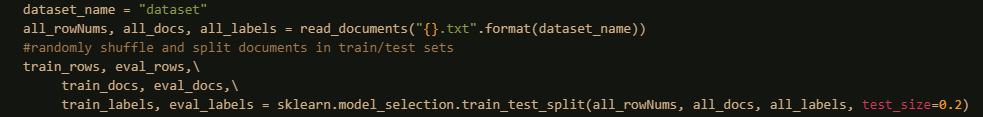 dataset_name = "dataset"
all_rowNums, all_docs, all_labels = read_documents("{}.txt".format(dataset_name))
#randomly shuffle and split documents in train/test sets
train_rows, eval_rows,\
train_docs, eval_docs,\
train_labels, eval_labels = sklearn.model_selection.train_test_split(all_rowNums, all_docs, all_labels, test_size=0.2)